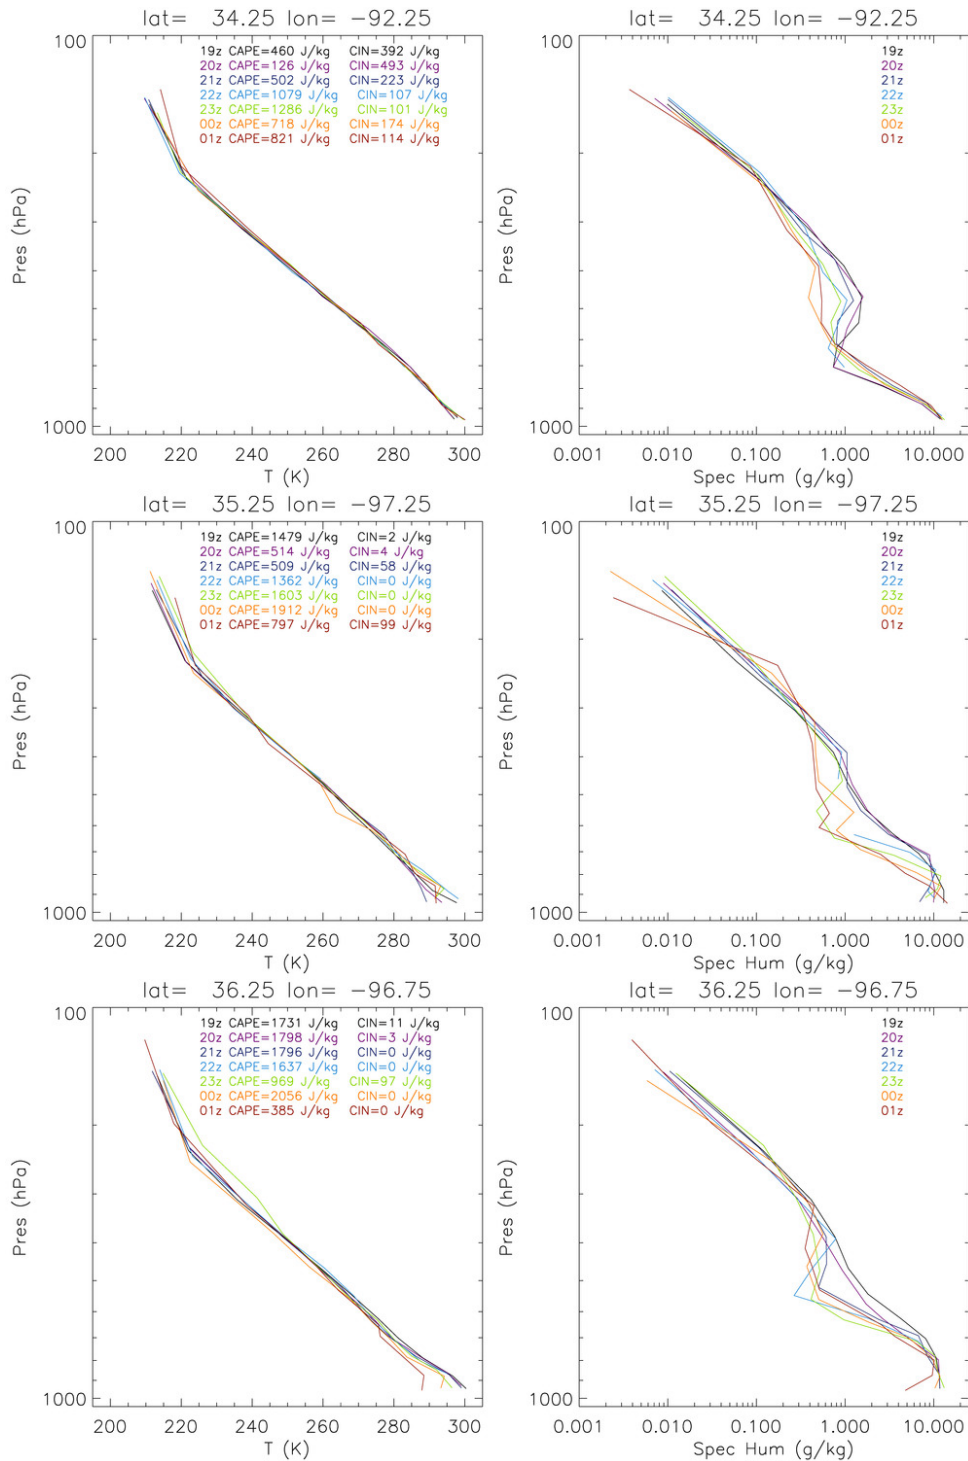 lat= 34.25 lon= -92.25
lat= 34.25 lon= -92.25
100
19z CAPE=460 J/kg CIN=392 J/kg
20z CAPE=126 J/kg CIN=493 J/kg
21z CAPE=502 J/kg CIN=223 J/kg
22z CAPE=1079 J/kg CIN=107 J/kg
23z CAPE=1286 J/kg CIN=101 J/kg
00z CAPE=718 J/kg CIN=174 J/kg
01z CAPE=821 J/kg CIN=114 J/kg
Pres (hPa)
1000
200 220 240 260 280 300
T (K)
100
19z
20z
21z
22z
23z
00z
01z
Pres (hPa)
1000
0.001 0.010 0.100 1.000 10.000
Spec Hum (g/kg)
lat= 35.25 lon= -97.25
lat= 35.25 lon= -97.25
100
19z CAPE=1479 J/kg CIN=2 J/kg
20z CAPE=514 J/kg CIN=4 J/kg
21z CAPE=509 J/kg CIN=58 J/kg
22z CAPE=1362 J/kg CIN=0 J/kg
23z CAPE=1603 J/kg CIN=0 J/kg
00z CAPE=1912 J/kg CIN=0 J/kg
01z CAPE=797 J/kg CIN=99 J/kg
Pres (hPa)
1000
200 220 240 260 280 300
T (K)
100
19z
20z
21z
22z
23z
00z
01z
Pres (hPa)
1000
0.001 0.010 0.100 1.000 10.000
Spec Hum (g/kg)
lat= 36.25 lon= -96.75
lat= 36.25 lon= -96.75
100
19z CAPE=1731 J/kg CIN=11 J/kg
20z CAPE=1798 J/kg CIN=3 J/kg
21z CAPE=1796 J/kg CIN=0 J/kg
22z CAPE=1637 J/kg CIN=0 J/kg
23z CAPE=969 J/kg CIN=97 J/kg
00z CAPE=2056 J/kg CIN=0 J/kg
01z CAPE=385 J/kg CIN=0 J/kg
Pres (hPa)
1000
200 220 240 260 280 300
T (K)
100
19z
20z
21z
22z
23z
00z
01z
Pres (hPa)
1000
0.001 0.010 0.100 1.000 10.000
Spec Hum (g/kg)